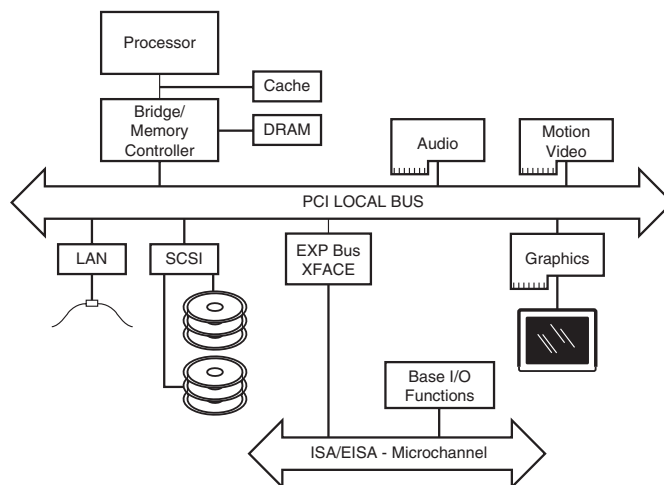 Processor
Cache
Bridge/
Memory
Controller
DRAM
Audio
Motion
Video
PCI LOCAL BUS
LAN
SCSI
EXP Bus
XFACE
Graphics
Base I/O
Functions
ISA/EISA - Microchannel